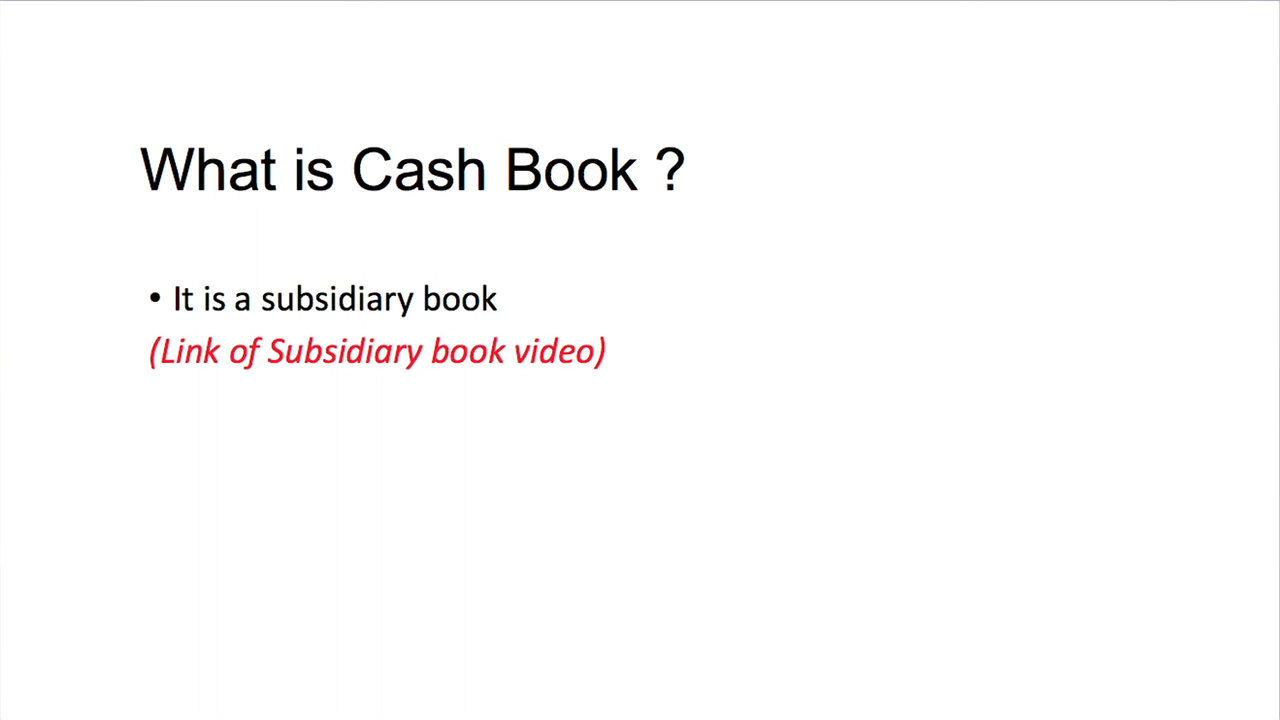 What is Cash Book ?
• It is a subsidiary book
(Link of Subsidiary book video)